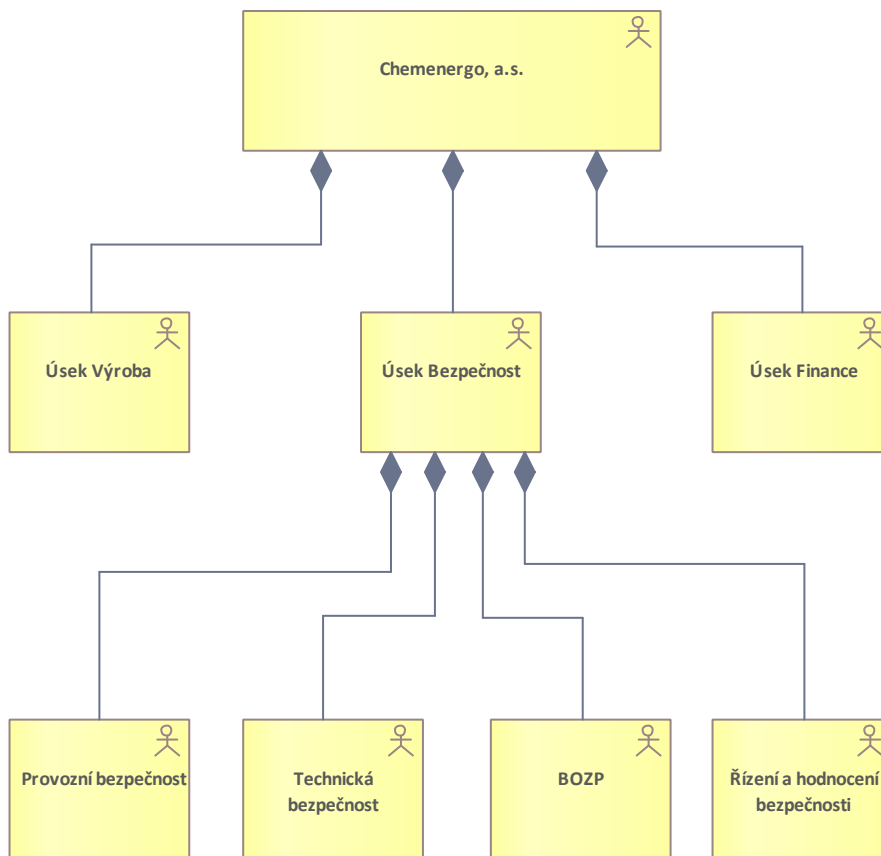 Chemenergo, a.s.
Úsek Výroba
Úsek Bezpečnost
Úsek Finance
Provozní bezpečnost
Technická
bezpečnost
BOZP
Řízení a hodnocení
bezpečnosti